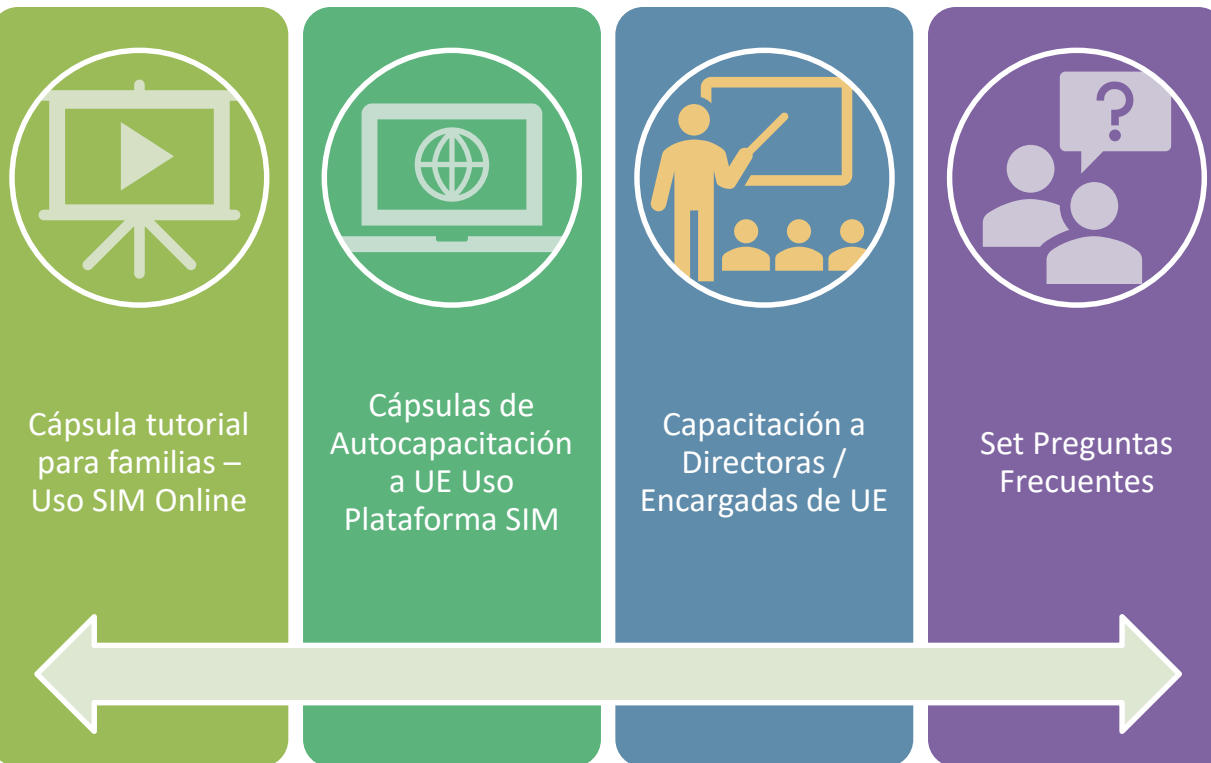 Cápsula tutorial
para familias –
Uso SIM Online
Cápsulas de
Autocapacitación
a UE Uso
Plataforma SIM
Capacitación a
Directoras /
Encargadas de UE
?
Set Preguntas
Frecuentes